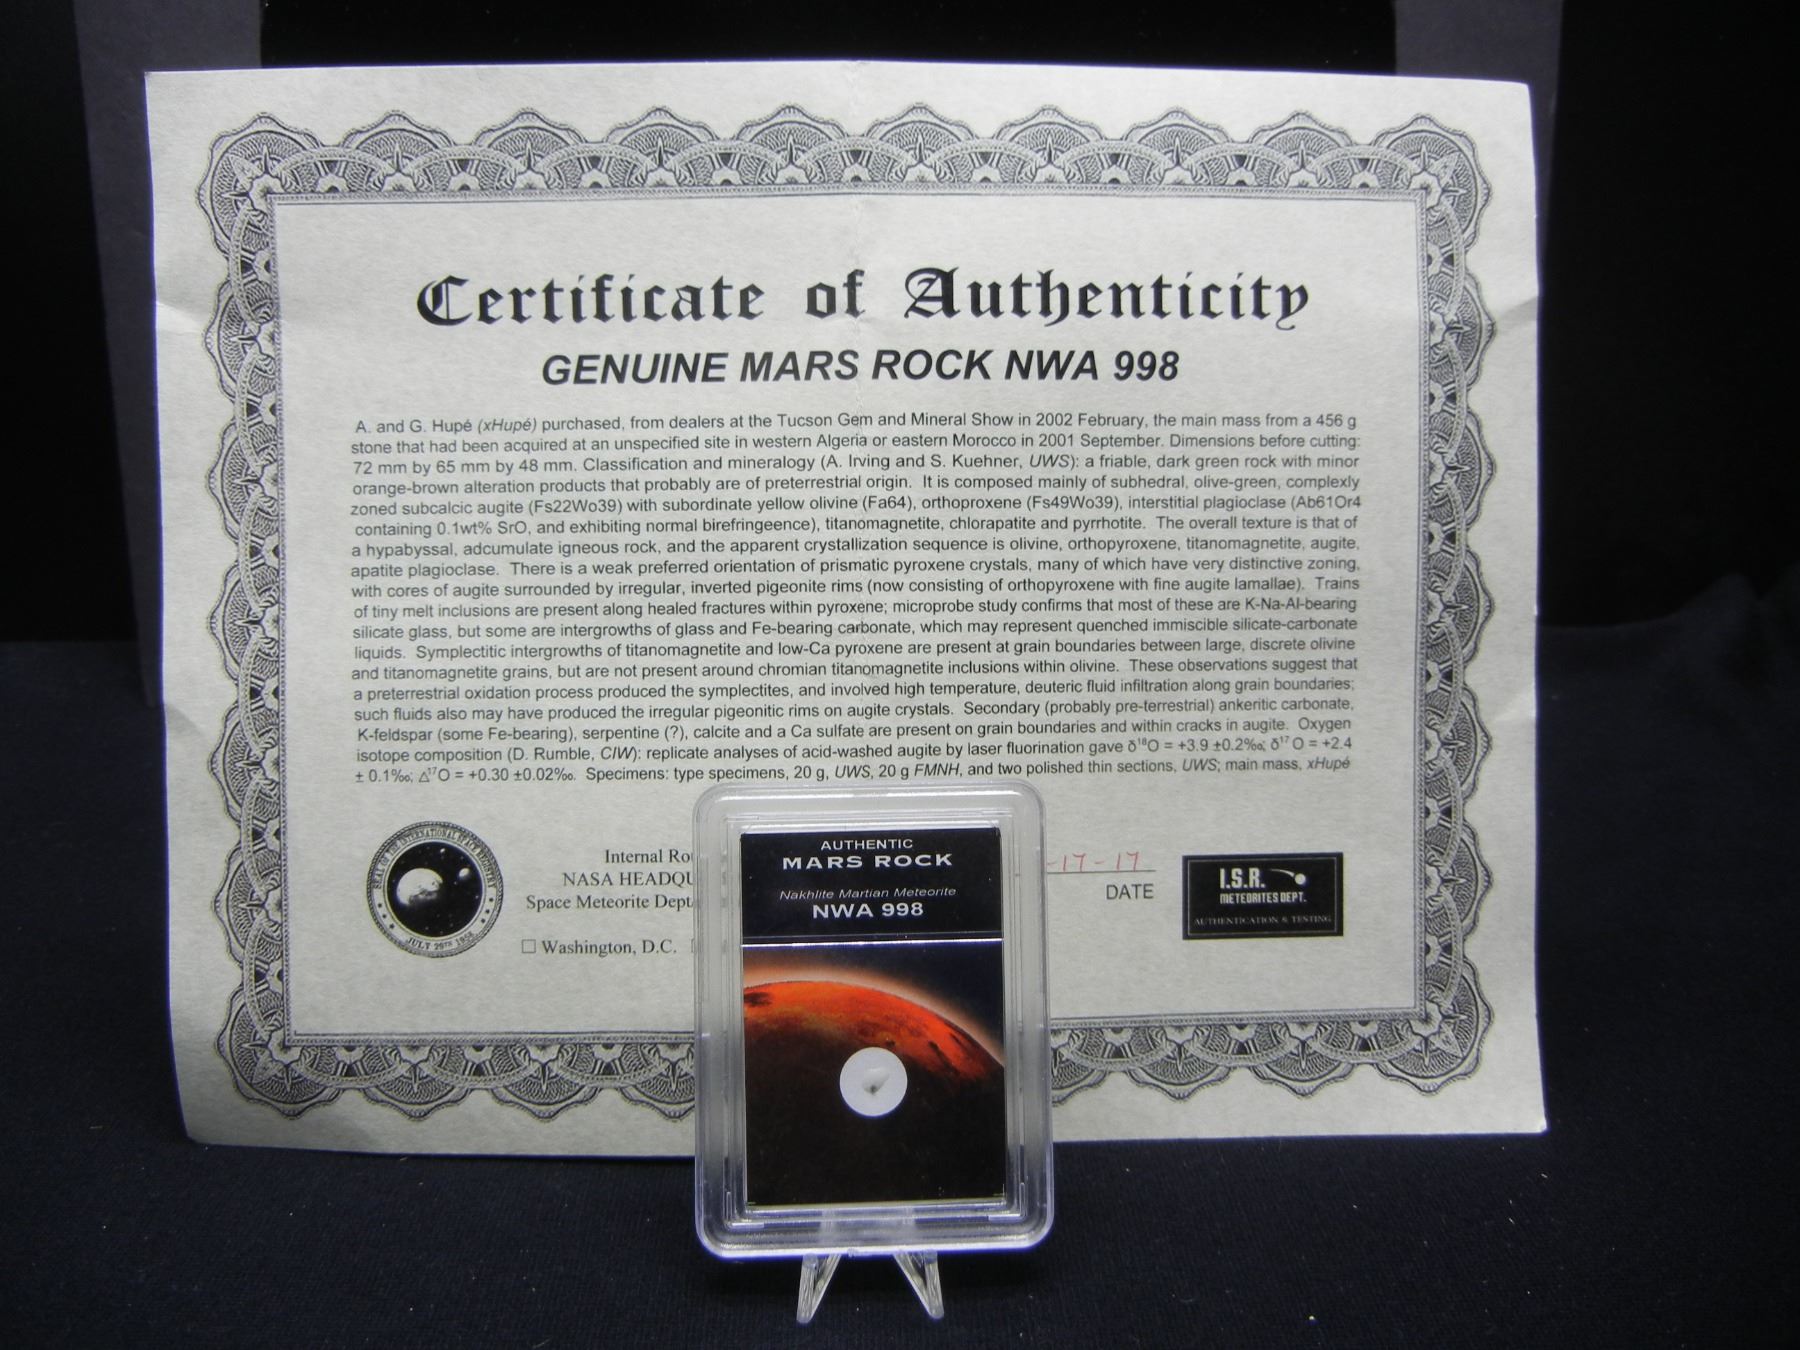 Certificate of Authenticity
GENUINE MARS ROCK NWA 998
A. and G. Hupé (xHupé) purchased, from dealers at the Tucson Gem and Mineral Show in 2002 February, the main mass from a 456 g
stone that had been acquired at an unspecified site in western Algeria or eastern Morocco in 2001 September. Dimensions before cutting:
72 mm by 65 mm by 48 mm. Classification and mineralogy (A. Irving and S. Kuehner, UWS): a friable, dark green rock with minor
orange-brown alteration products that probably are of preterrestrial origin. It is composed mainly of subhedral, olive-green, complexly
zoned subcalcic augite (Fs22Wo39) with subordinate yellow olivine (Fa64), orthoproxene (Fs49Wo39), interstitial plagioclase (Ab61Or4
containing 0.1wt% SrO, and exhibiting normal birefringeence), titanomagnetite, chlorapatite and pyrrhotite. The overall texture is that of
a hypabyssal, adcumulate igneous rock, and the apparent crystallization sequence is olivine, orthopyroxene, titanomagnetite, augite,
apatite plagioclase. There is a weak preferred orientation of prismatic pyroxene crystals, many of which have very distinctive zoning,
with cores of augite surrounded by irregular, inverted pigeonite rims (now consisting of orthopyroxene with fine augite lamallae). Trains
of tiny melt inclusions are present along healed fractures within pyroxene; microprobe study confirms that most of these are K-Na-Al-bearing
silicate glass, but some are intergrowths of glass and Fe-bearing carbonate, which may represent quenched immiscible silicate-carbonate
liquids. Symplectitic intergrowths of titanomagnetite and low-Ca pyroxene are present at grain boundaries between large, discrete olivine
and titanomagnetite grains, but are not present around chromian titanomagnetite inclusions within olivine. These observations suggest that
a preterrestrial oxidation process produced the symplectites, and involved high temperature, deuteric fluid infiltration along grain boundaries;
such fluids also may have produced the irregular pigeonitic rims on augite crystals. Secondary (probably pre-terrestrial) ankeritic carbonate,
K-feldspar (some Fe-bearing), serpentine (?), calcite and a Ca sulfate are present on grain boundaries and within cracks in augite. Oxygen
isotope composition (D. Rumble, CIW): replicate analyses of acid-washed augite by laser fluorination gave δ¹⁸O = +3.9 ±0.2‰; δ¹⁷O = +2.4
± 0.1‰; Δ¹⁷O = +0.30 ±0.02‰. Specimens: type specimens, 20 g, UWS, 20 g FMNH, and two polished thin sections, UWS; main mass, xHupé
SEAL OF INTERNATIONAL SPACE REGISTRY
JULY 29TH 1958
Internal Ro
NASA HEADQU
Space Meteorite Dept
☐ Washington, D.C.
-17-17
DATE
I.S.R.
METEORITES DEPT.
AUTHENTICATION & TESTING
AUTHENTIC
MARS ROCK
Nakhlite Martian Meteorite
NWA 998